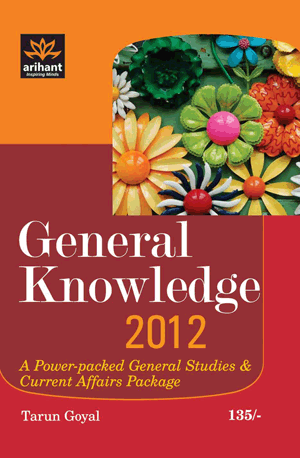 arihant
Inspiring Minds
General
Knowledge
2012
A Power-packed General Studies &
Current Affairs Package
Tarun Goyal 135/-